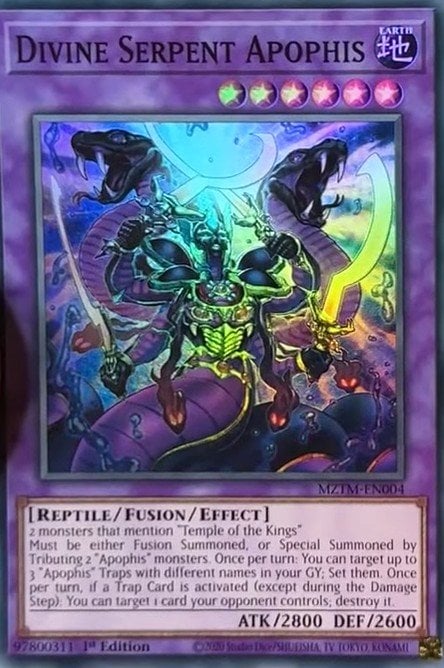 DIVINE SERPENT APOPHIS
EARTH
地
MZTM-EN004
[REPTILE/FUSION/EFFECT]
2 monsters that mention "Temple of the Kings"
Must be either Fusion Summoned, or Special Summoned by
Tributing 2 "Apophis" monsters. Once per turn: You can target up to
3 "Apophis" Traps with different names in your GY; Set them. Once
per turn, if a Trap Card is activated (except during the Damage
Step): You can target 1 card your opponent controls; destroy it.
ATK/2800 DEF/2600
97800311 1st Edition
©2020 Studio Dice/SHUEISHA, TV TOKYO, KONAMI